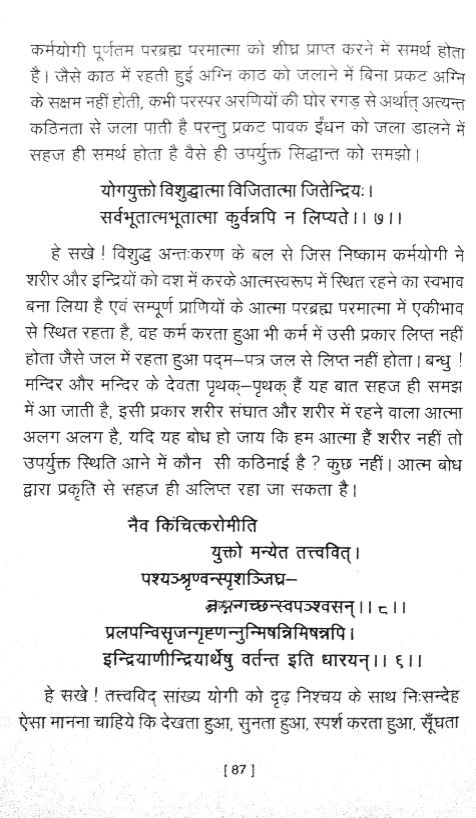 कर्मयोगी पूर्णतम परब्रह्म परमात्मा को शीघ्र प्राप्त करने में समर्थ होता
है। जैसे काठ में रहती हुई अग्नि काठ को जलाने में बिना प्रकट अग्नि
के सक्षम नहीं होती, कभी परस्पर अरणियों की घोर रगड़ से अर्थात् अत्यन्त
कठिनता से जला पाती है परन्तु प्रकट पावक ईंधन को जला डालने में
सहज ही समर्थ होता है वैसे ही उपर्युक्त सिद्धान्त को समझो।
योगयुक्तो विशुद्धात्मा विजितात्मा जितेन्द्रियः।
सर्वभूतात्मभूतात्मा कुर्वन्नपि न लिप्यते।। ७।।
हे सखे ! विशुद्ध अन्तःकरण के बल से जिस निष्काम कर्मयोगी ने
शरीर और इन्द्रियों को वश में करके आत्मस्वरूप में स्थित रहने का स्वभाव
बना लिया है एवं सम्पूर्ण प्राणियों के आत्मा परब्रह्म परमात्मा में एकीभाव
से स्थित रहता है, वह कर्म करता हुआ भी कर्म में उसी प्रकार लिप्त नहीं
होता जैसे जल में रहता हुआ पद्म–पत्र जल से लिप्त नहीं होता। बन्धु !
मन्दिर और मन्दिर के देवता पृथक्–पृथक् हैं यह बात सहज ही समझ
में आ जाती है, इसी प्रकार शरीर संघात और शरीर में रहने वाला आत्मा
अलग अलग है, यदि यह बोध हो जाय कि हम आत्मा हैं शरीर नहीं तो
उपर्युक्त स्थिति आने में कौन सी कठिनाई है ? कुछ नहीं। आत्म बोध
द्वारा प्रकृति से सहज ही अलिप्त रहा जा सकता है।
नैव किंचित्करोमीति
युक्तो मन्येत तत्त्ववित्।
पश्यञ्श्रृण्वन्स्पृशञ्जिघ्र–
न्नश्नन्गच्छन्स्वपञ्श्वसन्।। ८।।
प्रलपन्विसृजन्गृह्णन्नुन्मिषन्निमिषन्नपि।
इन्द्रियाणीन्द्रियार्थेषु वर्तन्त इति धारयन्।। ६।।
हे सखे ! तत्त्वविद् सांख्य योगी को दृढ़ निश्चय के साथ निःसन्देह
ऐसा मानना चाहिये कि देखता हुआ, सुनता हुआ, स्पर्श करता हुआ, सूँघता
[ 87 ]